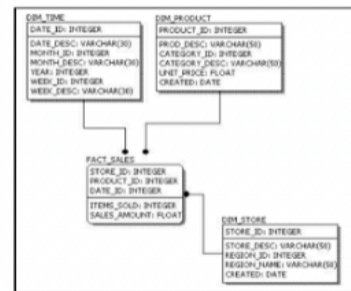 DIM_TIME
DATE_ID: INTEGER
DATE_DESC: VARCHAR(30)
MONTH_ID: INTEGER
MONTH_DESC: VARCHAR(30)
YEAR: INTEGER
WEEK_ID: INTEGER
WEEK_DESC: VARCHAR(30)
DIM_PRODUCT
PRODUCT_ID: INTEGER
PROD_DESC: VARCHAR(50)
CATEGORY_ID: INTEGER
CATEGORY_DESC: VARCHAR(50)
UNIT_PRICE: FLOAT
CREATED: DATE
FACT_SALES
STORE_ID: INTEGER
PRODUCT_ID: INTEGER
DATE_ID: INTEGER
ITEMS_SOLD: INTEGER
SALES_AMOUNT: FLOAT
DIM_STORE
STORE_ID: INTEGER
STORE_DESC: VARCHAR(50)
REGION_ID: INTEGER
REGION_NAME: VARCHAR(50)
CREATED: DATE